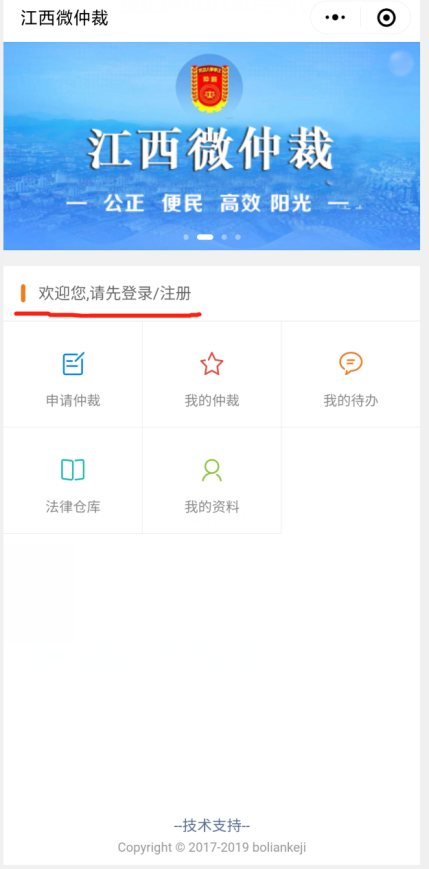 江西微仲裁
江西微仲裁
— 公正 便民 高效 阳光 —
欢迎您,请先登录/注册
申请仲裁
我的仲裁
我的待办
法律仓库
我的资料
--技术支持--
Copyright © 2017-2019 boliankeji